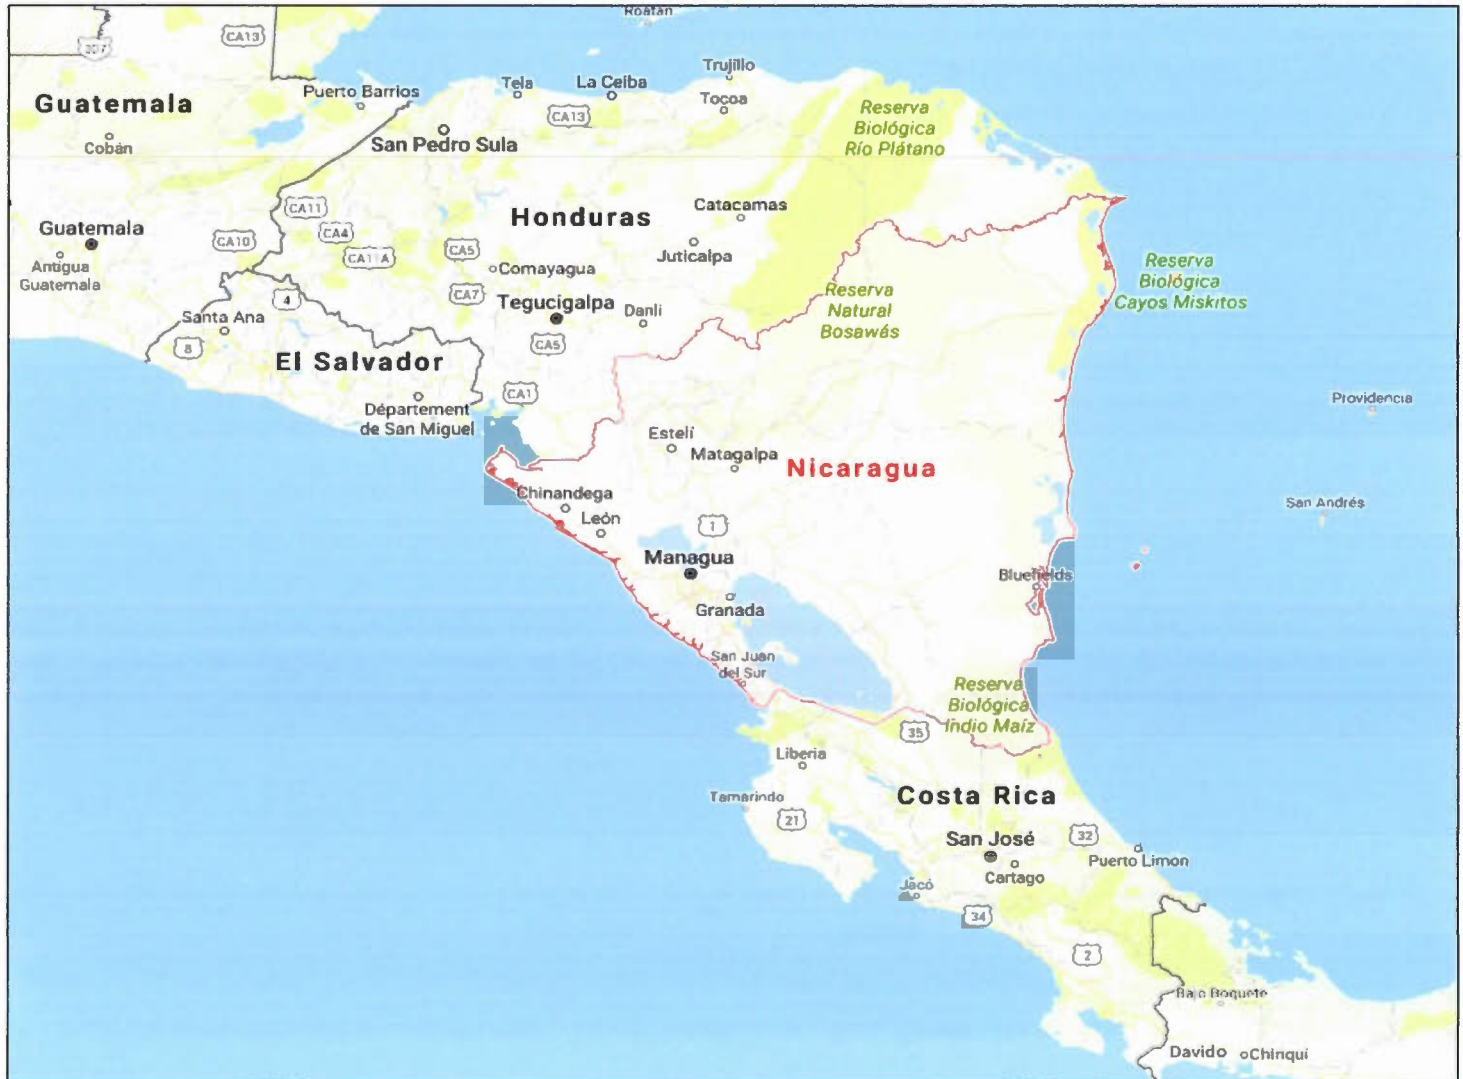 Roatán
CA13
307
Trujillo
Tela
La Ceiba
Puerto Barrios
Guatemala
Tocoa
CA13
Reserva
Biológica
Río Plátano
San Pedro Sula
Cobán
CA11
Catacamas
Honduras
CA4
Guatemala
CA10
CA5
CA11A
Juticalpa
Antigua
Guatemala
Comayagua
Reserva
Biológica
Cayos Miskitos
CA7
Tegucigalpa
4
Danlí
Reserva
Natural
Bosawás
Santa Ana
8
CA5
El Salvador
CA1
Providencia
Département
de San Miguel
Estelí
Matagalpa
Nicaragua
Chinandega
León
1
San Andrés
Managua
Bluefields
Granada
San Juan
del Sur
Reserva
Biológica
Indio Maíz
35
Liberia
Tamarindo
Costa Rica
21
San José
32
Puerto Limon
Cartago
Jacó
34
2
Bajo Boquete
Davido
Chinqui